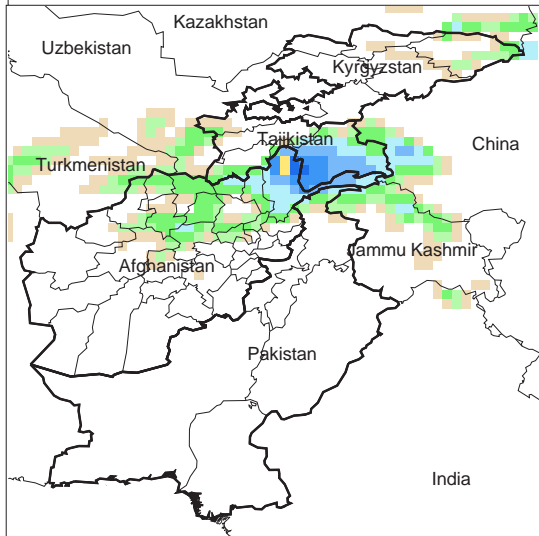 Kazakhstan
Uzbekistan
Kyrgyzstan
Tajikistan
China
Turkmenistan
Jammu Kashmir
Afghanistan
Pakistan
India